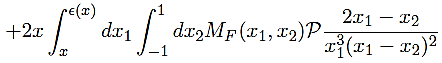 $+2x \int_{x}^{\epsilon(x)} dx_1 \int_{-1}^{1} dx_2 M_F(x_1, x_2) \mathcal{P} \frac{2x_1 - x_2}{x_1^3 (x_1 - x_2)^2}$